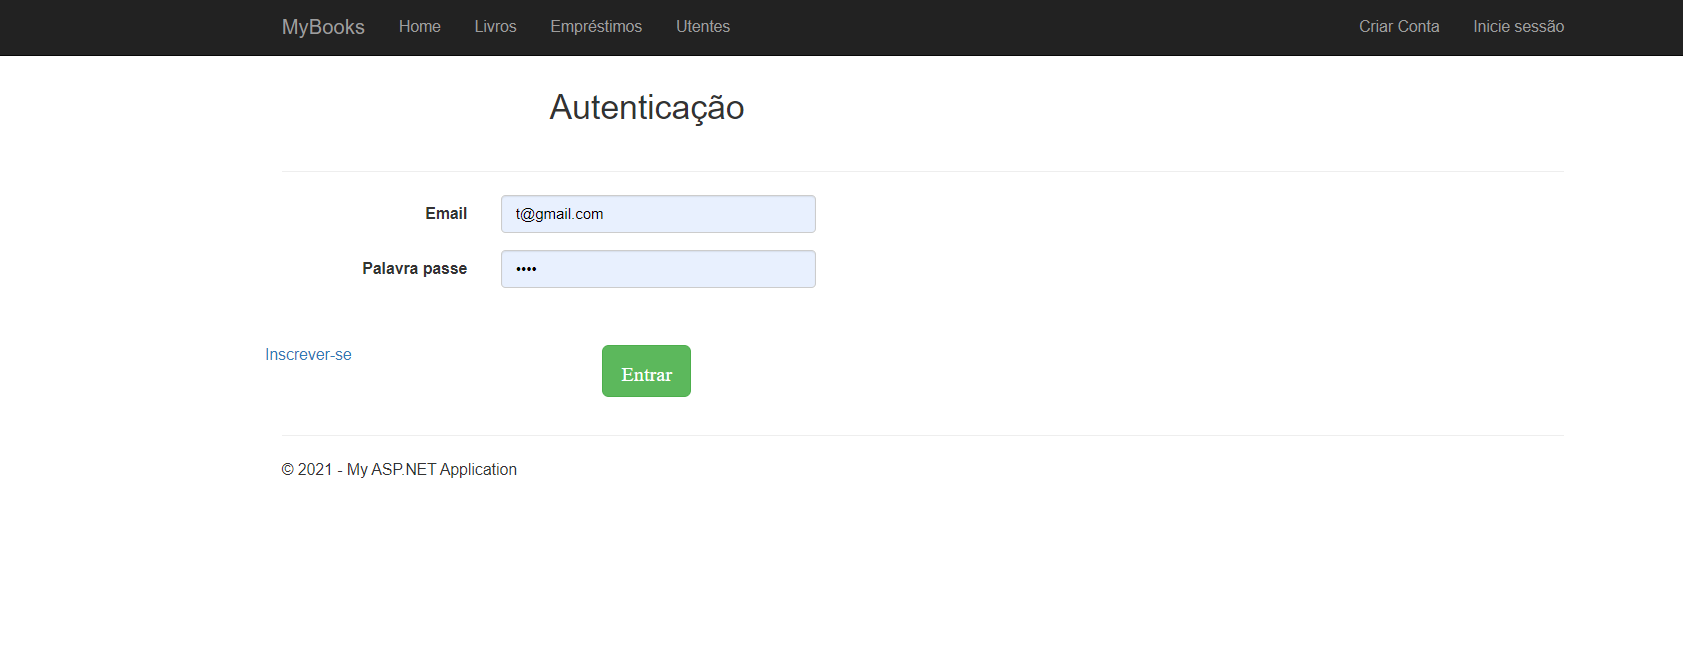 MyBooks Home Livros Empréstimos Utentes Criar Conta Inicie sessão
Autenticação
Email t@gmail.com
Palavra passe ••••
Inscrever-se Entrar
© 2021 - My ASP.NET Application